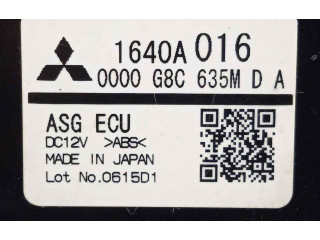 1640A 016
0000 G8C 635M D A
ASG ECU
DC12V >ABS<
MADE IN JAPAN
Lot No.0615D1